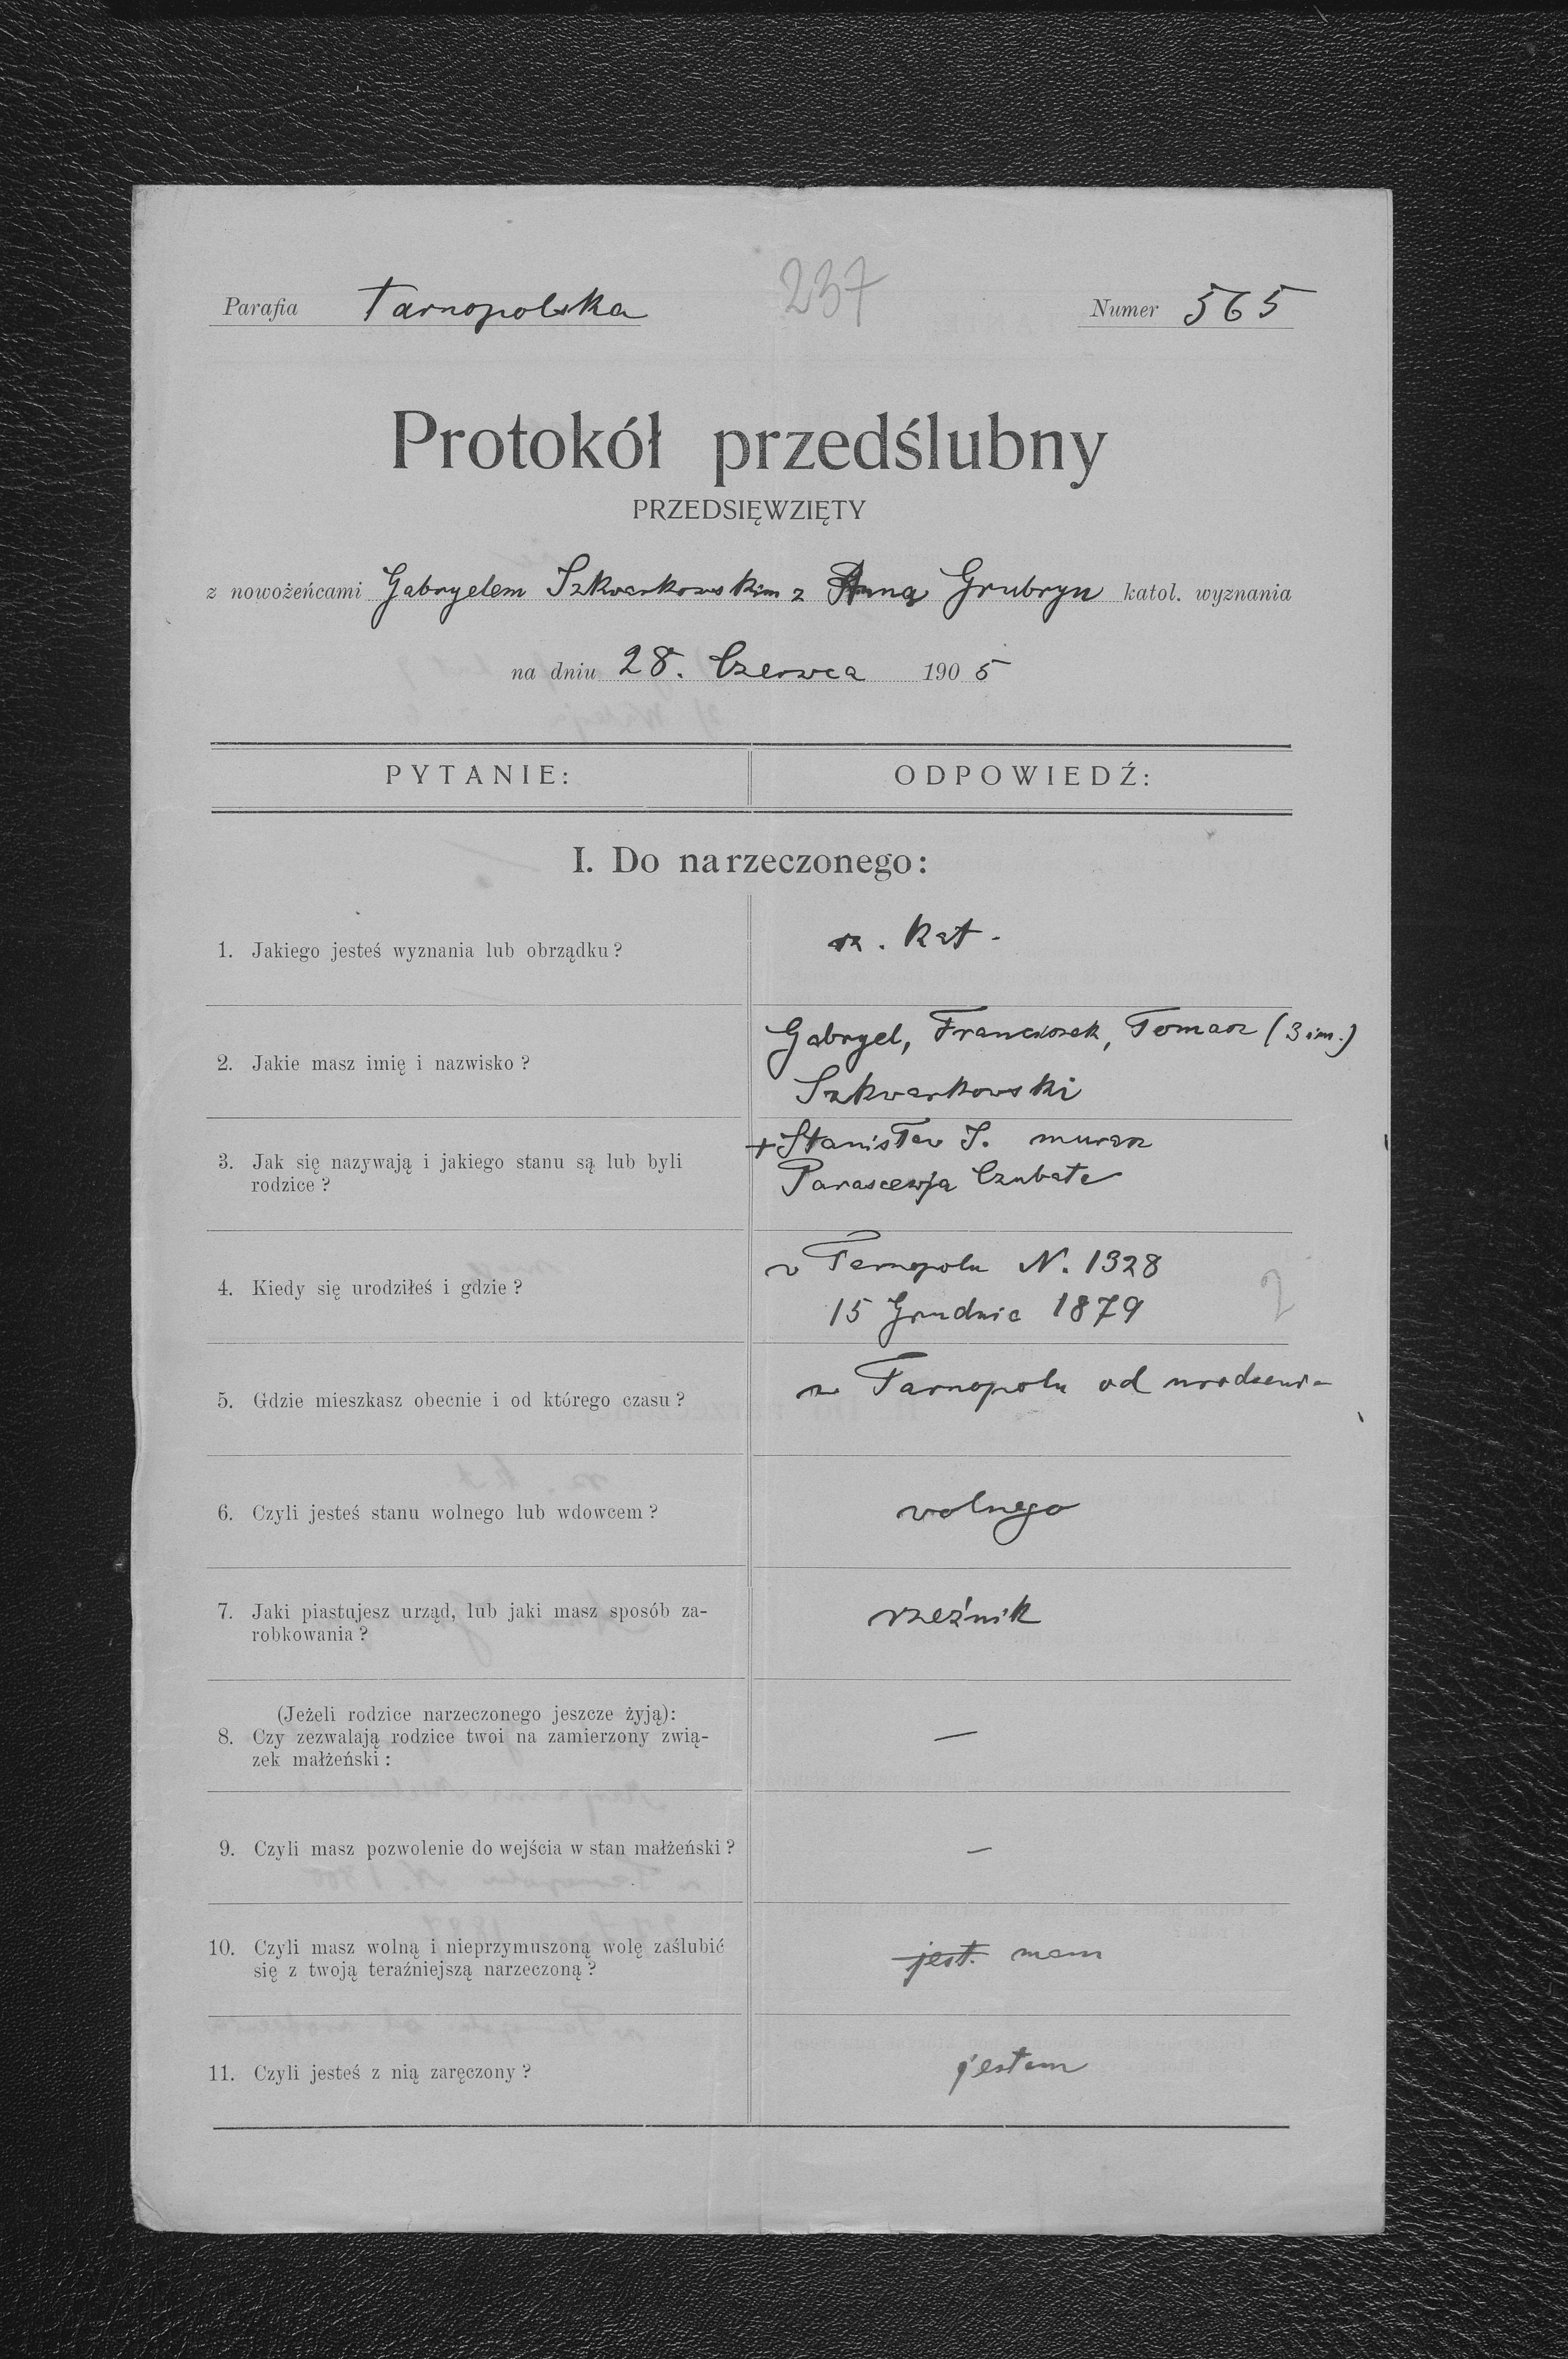 Parafia Tarnopolska
237
Numer 565
Protokół przedślubny
PRZEDSIĘWZIĘTY
z nowożeńcami Gabryelem Szkwarkowskim z Anną Grubryn katol. wyznania
na dniu 28. Czerwca 1905
PYTANIE:
ODPOWIEDŹ:
I. Do narzeczonego:
1. Jakiego jesteś wyznania lub obrządku?
rz. kat.
2. Jakie masz imię i nazwisko?
Gabryel, Franciszek, Tomasz (3 im.)
Szkwarkowski
3. Jak się nazywają i jakiego stanu są lub byli
rodzice?
+ Stanisław S. murarz
Parascewja Czubata
4. Kiedy się urodziłeś i gdzie?
w Tarnopolu N. 1328
15 Grudnia 1879
2
5. Gdzie mieszkasz obecnie i od którego czasu?
w Tarnopolu od urodzenia
6. Czyli jesteś stanu wolnego lub wdowcem?
wolnego
7. Jaki piastujesz urząd, lub jaki masz sposób za-
robkowania?
rzeźnik
(Jeżeli rodzice narzeczonego jeszcze żyją):
8. Czy zezwalają rodzice twoi na zamierzony zwią-
zek małżeński:
—
9. Czyli masz pozwolenie do wejścia w stan małżeński?
—
10. Czyli masz wolną i nieprzymuszoną wolę zaślubić
się z twoją teraźniejszą narzeczoną?
jest. mam
11. Czyli jesteś z nią zaręczony?
jestem